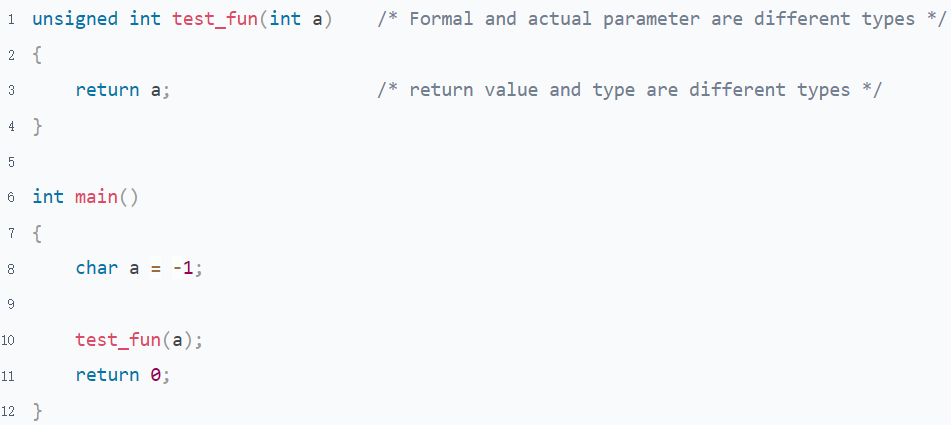 1 unsigned int test_fun(int a)    /* Formal and actual parameter are different types */
2 {
3     return a;                   /* return value and type are different types */
4 }
5
6 int main()
7 {
8     char a = -1;
9
10     test_fun(a);
11     return 0;
12 }